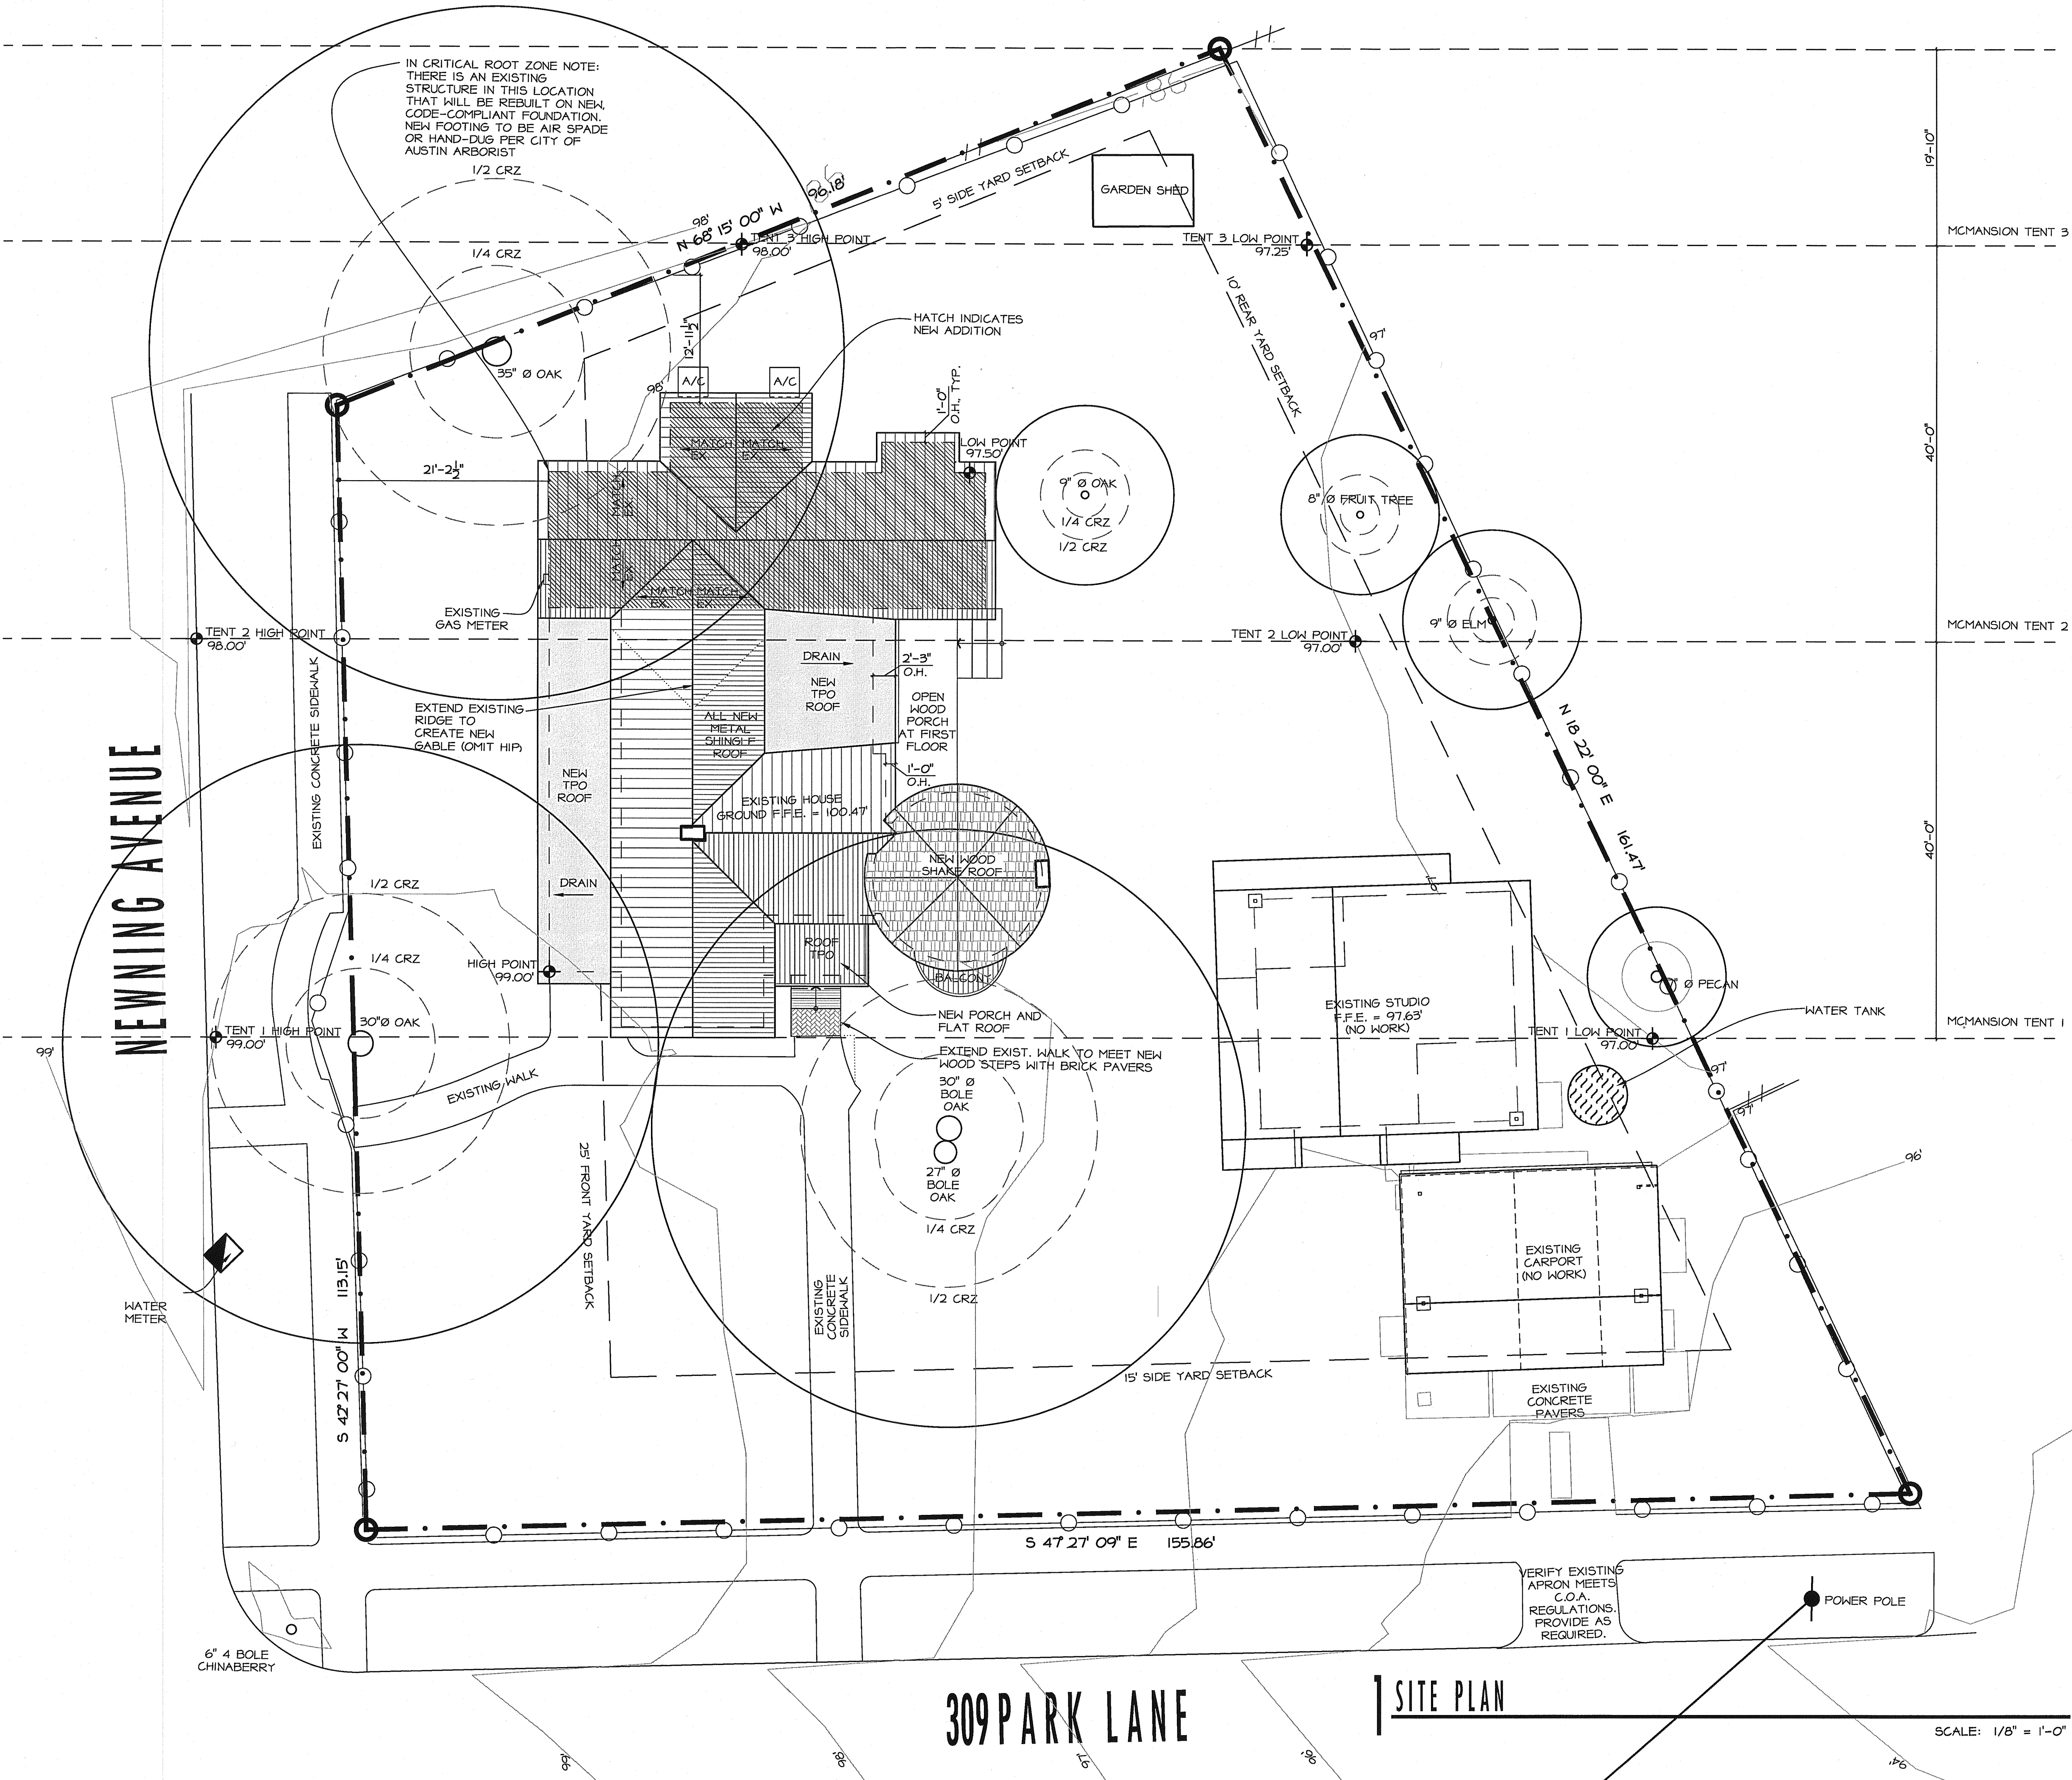 IN CRITICAL ROOT ZONE NOTE:
THERE IS AN EXISTING
STRUCTURE IN THIS LOCATION
THAT WILL BE REBUILT ON NEW,
CODE-COMPLIANT FOUNDATION.
NEW FOOTING TO BE AIR SPADE
OR HAND-DUG PER CITY OF
AUSTIN ARBORIST
1/2 CRZ
1/4 CRZ
35" Ø OAK
98'
N 68° 15' 00" W
96.18'
TENT 3 HIGH POINT
98.00'
5' SIDE YARD SETBACK
GARDEN SHED
TENT 3 LOW POINT
97.25'
MCMANSION TENT 3
19'-10"
10' REAR YARD SETBACK
97'
HATCH INDICATES
NEW ADDITION
12'-11½"
98'
A/C
A/C
1'-0"
O.H., TYP.
LOW POINT
97.50'
MATCH
EX.
MATCH
EX.
MATCH
EX.
MATCH
EX.
MATCH
EX.
MATCH
EX.
21'-2½"
9" Ø OAK
1/4 CRZ
1/2 CRZ
8" Ø FRUIT TREE
9" Ø ELM
40'-0"
EXISTING
GAS METER
TENT 2 HIGH POINT
98.00'
TENT 2 LOW POINT
97.00'
MCMANSION TENT 2
EXISTING CONCRETE SIDEWALK
EXTEND EXISTING
RIDGE TO
CREATE NEW
GABLE (OMIT HIP)
DRAIN
NEW
TPO
ROOF
2'-3"
O.H.
OPEN
WOOD
PORCH
AT FIRST
FLOOR
ALL NEW
METAL
SHINGLE
ROOF
1'-0"
O.H.
NEW
TPO
ROOF
EXISTING HOUSE
GROUND F.F.E. = 100.47'
NEW WOOD
SHAKE ROOF
DRAIN
ROOF
TPO
BALCONY
N 18 22' 00" E
161.47'
40'-0"
NEWNING AVENUE
1/2 CRZ
1/4 CRZ
30"Ø OAK
HIGH POINT
99.00'
TENT 1 HIGH POINT
99.00'
99'
EXISTING WALK
NEW PORCH AND
FLAT ROOF
EXTEND EXIST. WALK TO MEET NEW
WOOD STEPS WITH BRICK PAVERS
30" Ø
BOLE
OAK
27" Ø
BOLE
OAK
1/4 CRZ
1/2 CRZ
EXISTING STUDIO
F.F.E. = 97.63'
(NO WORK)
Ø PECAN
WATER TANK
TENT 1 LOW POINT
97.00'
MCMANSION TENT 1
97'
97'
96'
25' FRONT YARD SETBACK
EXISTING
CONCRETE
SIDEWALK
EXISTING
CARPORT
(NO WORK)
WATER
METER
S 42° 27' 00" W
113.15'
15' SIDE YARD SETBACK
EXISTING
CONCRETE
PAVERS
S 47° 27' 09" E
155.86'
VERIFY EXISTING
APRON MEETS
C.O.A.
REGULATIONS.
PROVIDE AS
REQUIRED.
POWER POLE
6" 4 BOLE
CHINABERRY
309 PARK LANE
1 SITE PLAN
SCALE: 1/8" = 1'-0"
98'
97'
96'
94'